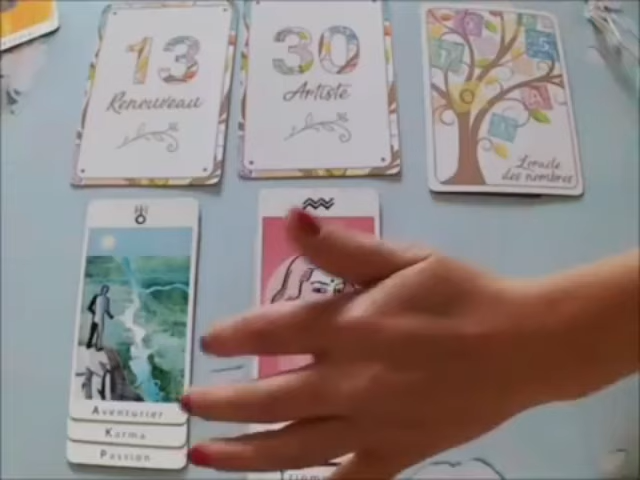 13
Renouveau
30
Artiste
L'oracle
des nombres
Aventurier
Karma
Passion